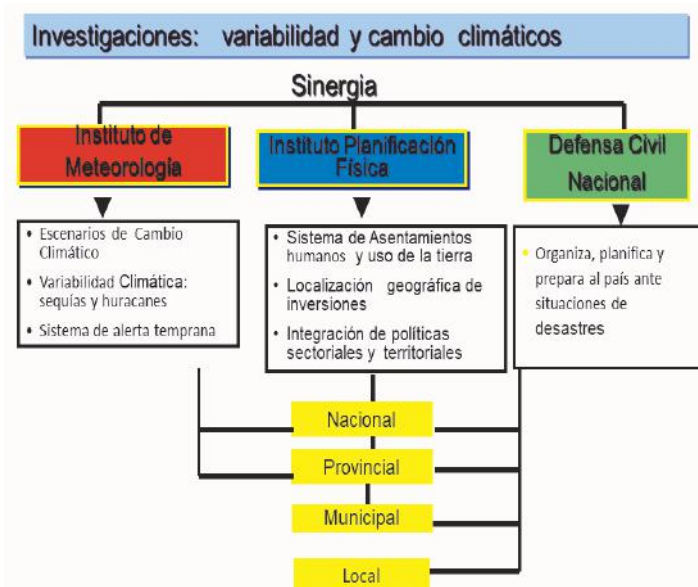 Investigaciones: variabilidad y cambio climáticos
Sinergia
Instituto de
Meteorología
Instituto Planificación
Física
Defensa Civil
Nacional
• Escenarios de Cambio
Climático
• Variabilidad Climática:
sequías y huracanes
• Sistema de alerta temprana
• Sistema de Asentamientos
humanos y uso de la tierra
• Localización geográfica de
inversiones
• Integración de políticas
sectoriales y territoriales
• Organiza, planifica y
prepara al país ante
situaciones de
desastres
Nacional
Provincial
Municipal
Local